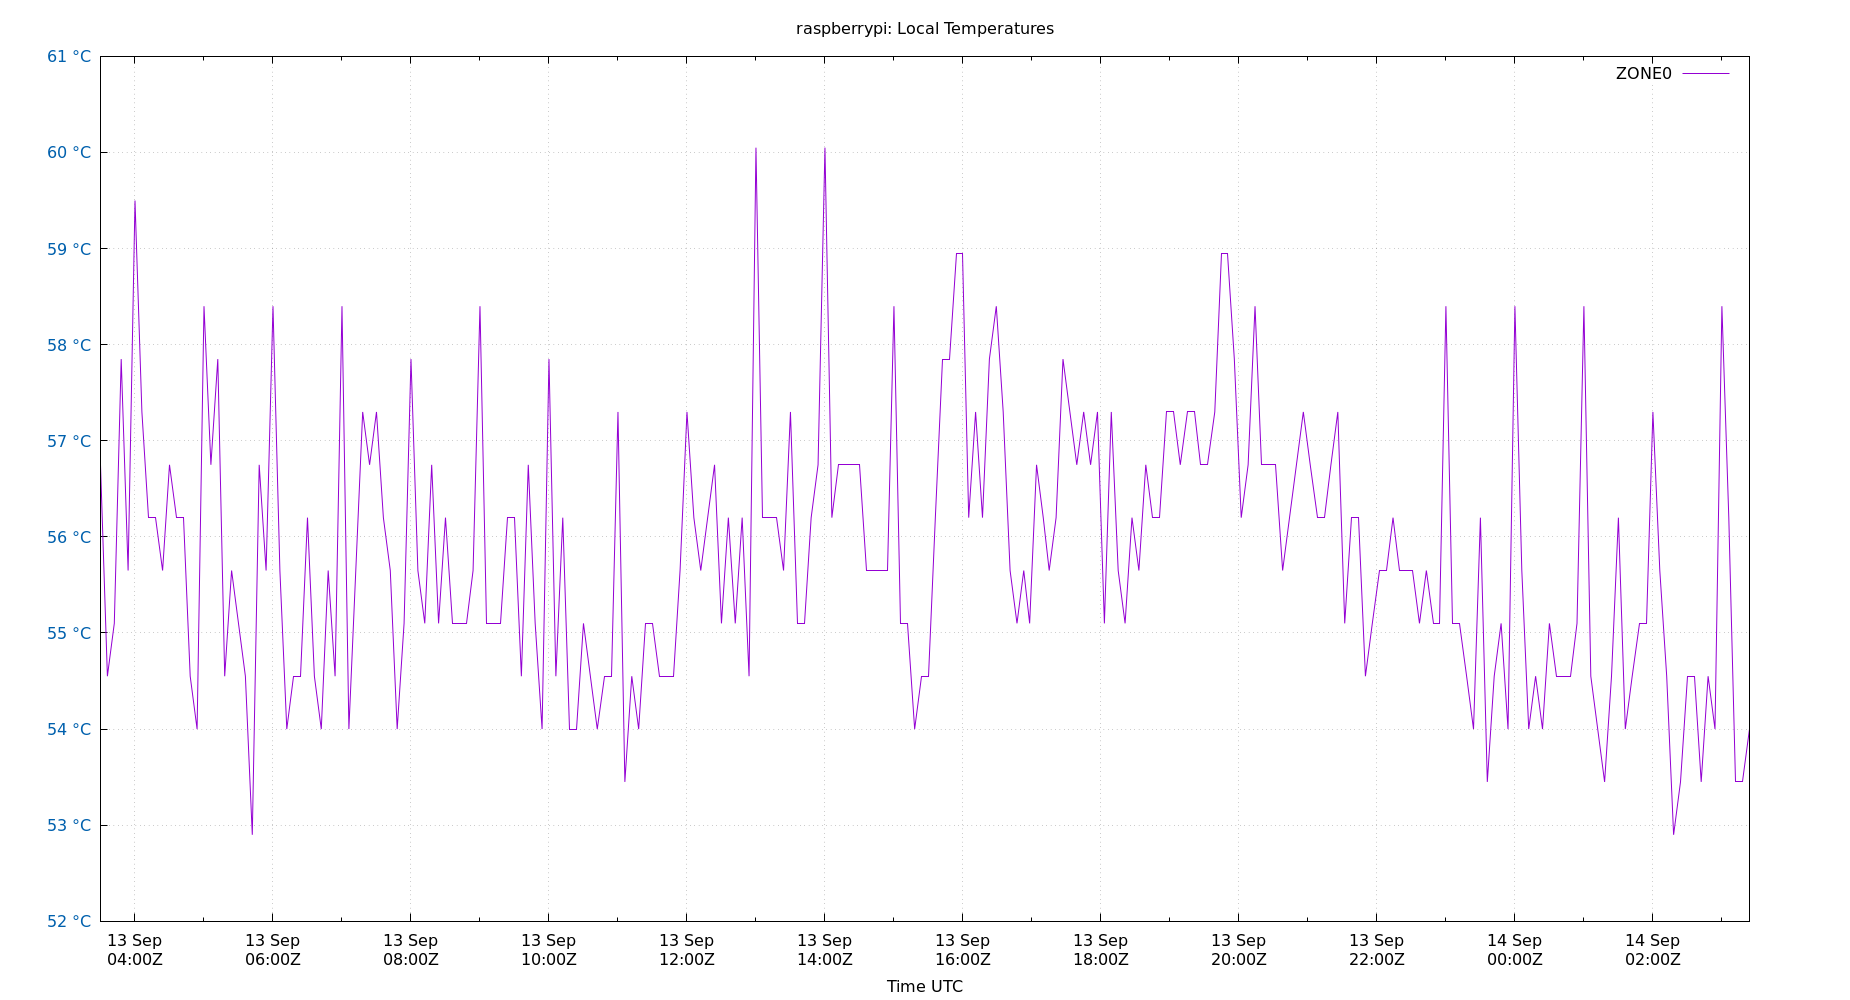 raspberrypi: Local Temperatures
ZONE0
61 °C
60 °C
59 °C
58 °C
57 °C
56 °C
55 °C
54 °C
53 °C
52 °C
13 Sep 13 Sep 13 Sep 13 Sep 13 Sep 13 Sep 13 Sep 13 Sep 13 Sep 13 Sep 14 Sep 14 Sep
04:00Z 06:00Z 08:00Z 10:00Z 12:00Z 14:00Z 16:00Z 18:00Z 20:00Z 22:00Z 00:00Z 02:00Z
Time UTC